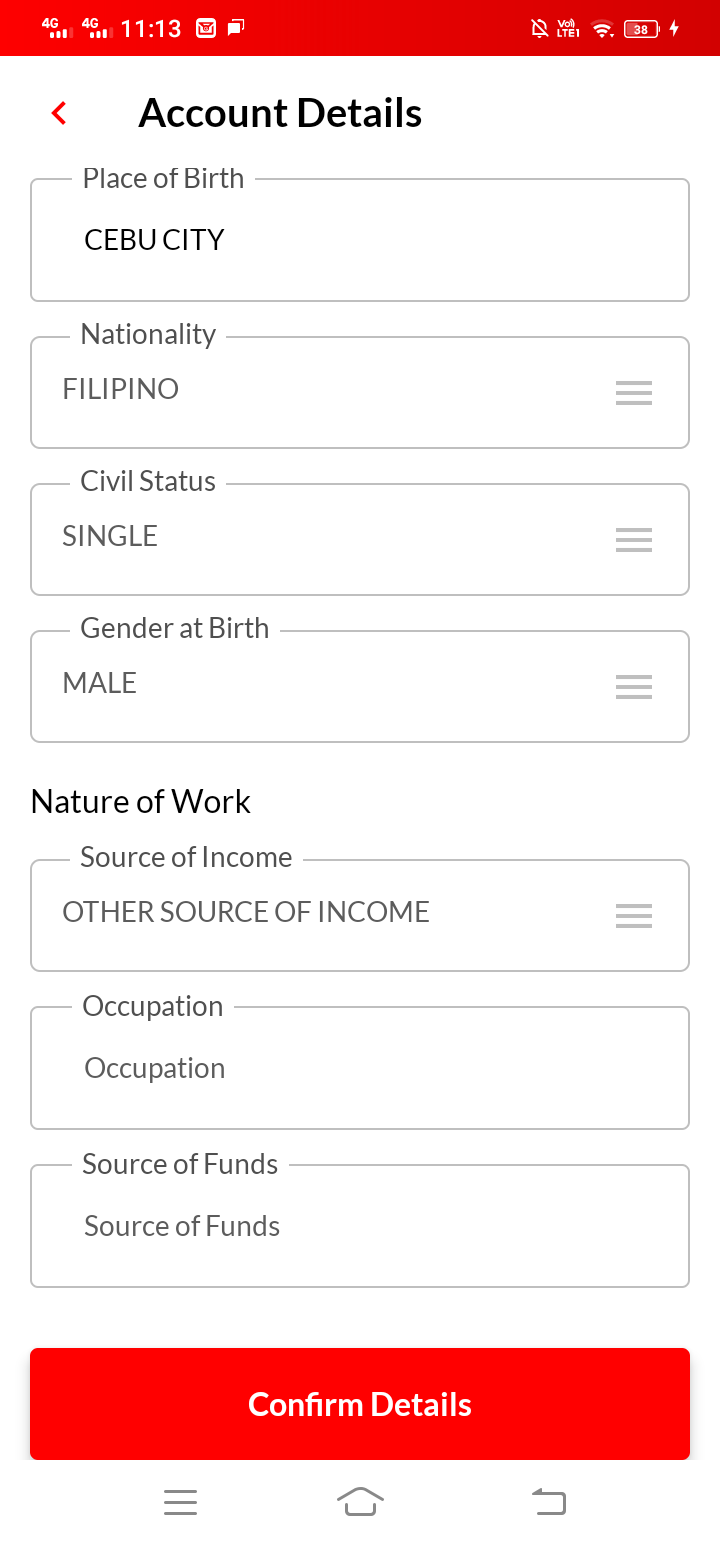 4G 4G 11:13 VoLTE1 38
Account Details
Place of Birth
CEBU CITY
Nationality
FILIPINO
Civil Status
SINGLE
Gender at Birth
MALE
Nature of Work
Source of Income
OTHER SOURCE OF INCOME
Occupation
Occupation
Source of Funds
Source of Funds
Confirm Details